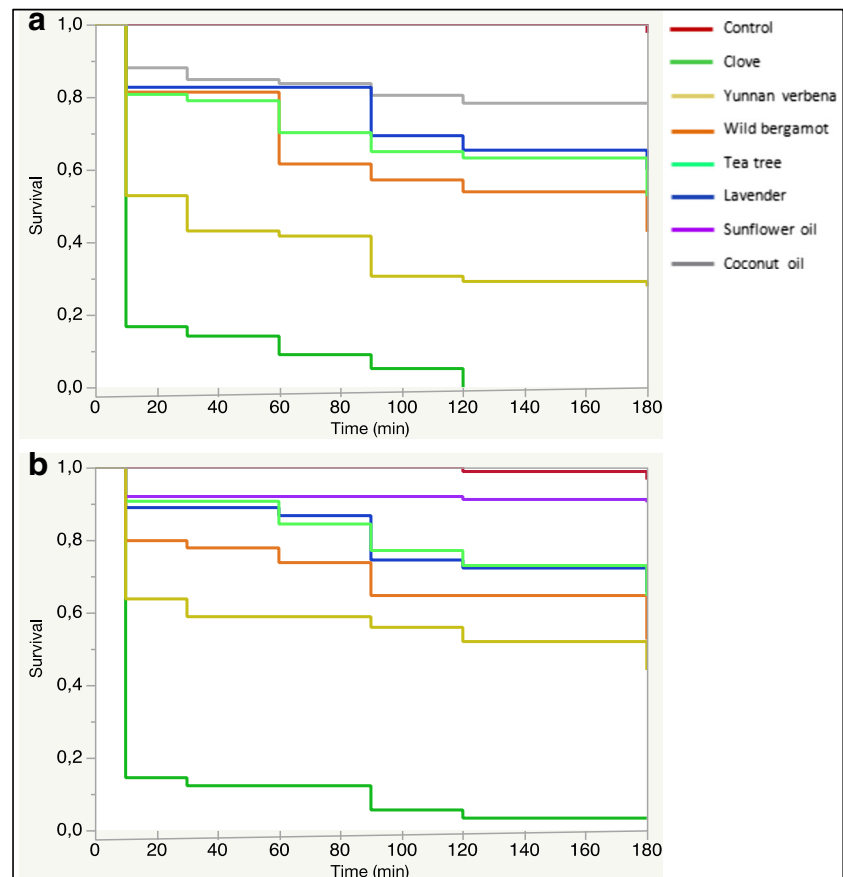 a
Survival
1,0
0,8
0,6
0,4
0,2
0,0
0 20 40 60 80 100 120 140 160 180
Time (min)
Control
Clove
Yunnan verbena
Wild bergamot
Tea tree
Lavender
Sunflower oil
Coconut oil
b
Survival
1,0
0,8
0,6
0,4
0,2
0,0
0 20 40 60 80 100 120 140 160 180
Time (min)